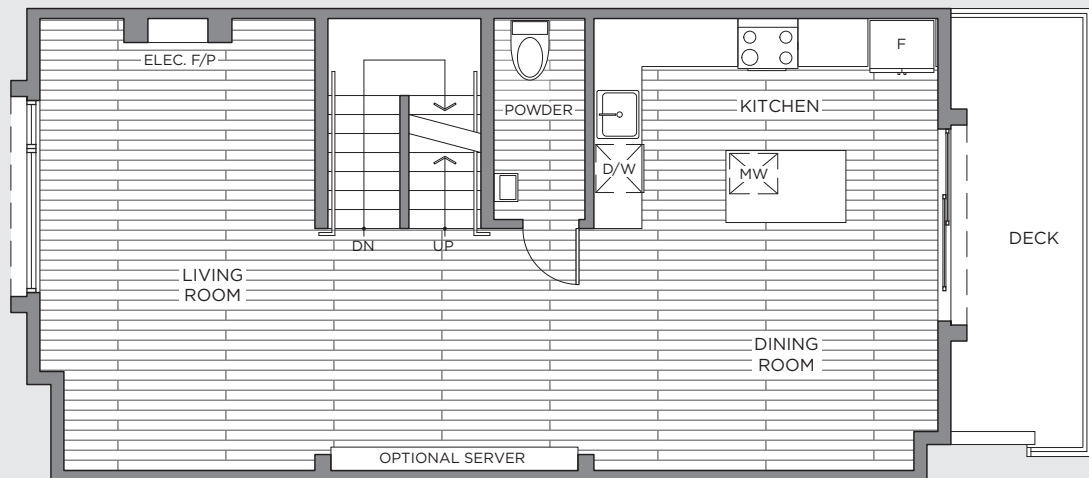 ELEC. F/P
F
POWDER
KITCHEN
D/W
MW
DN
UP
DECK
LIVING
ROOM
DINING
ROOM
OPTIONAL SERVER